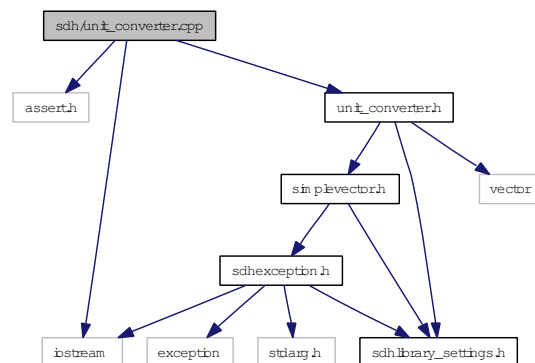 sdh/unit_converter.cpp
assert.h
unit_converter.h
simplevector.h
vector
sdhexception.h
iostream
exception
stdarg.h
sdhlibrary_settings.h